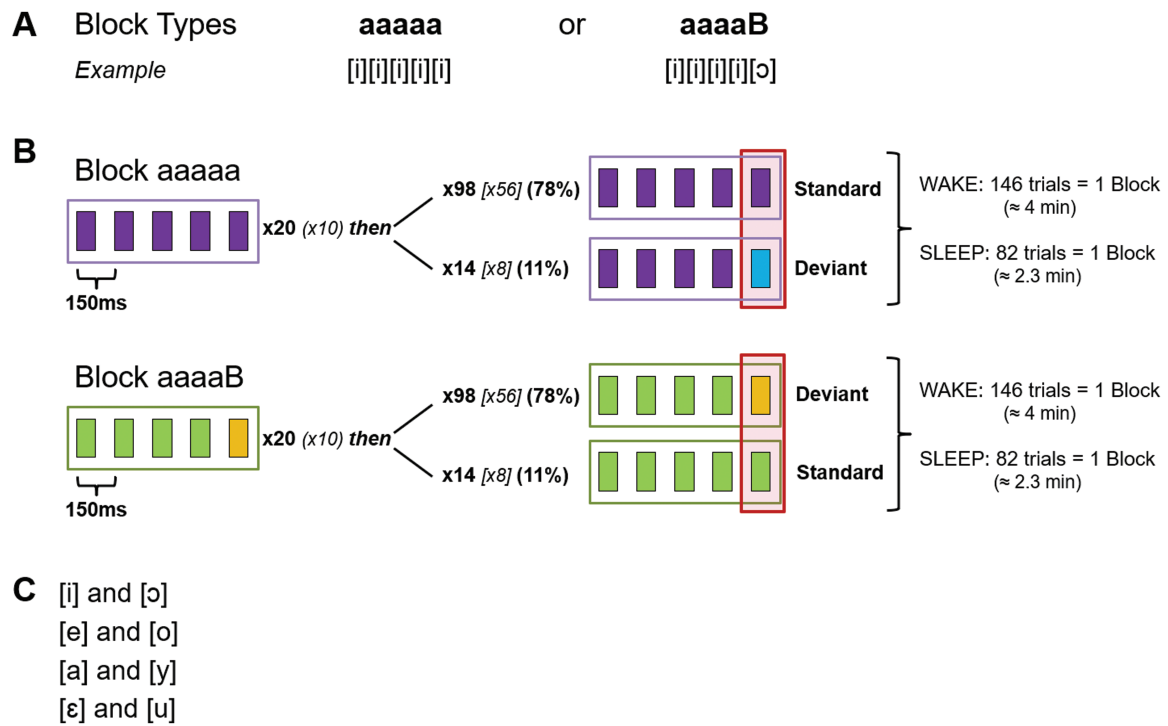 A Block Types aaaaa or aaaaB
Example [i][i][i][i][i] [i][i][i][i][ɔ]
B
Block aaaaa
x20 (x10) then
150ms
x98 [x56] (78%)
x14 [x8] (11%)
Standard
Deviant
WAKE: 146 trials = 1 Block
(≈ 4 min)
SLEEP: 82 trials = 1 Block
(≈ 2.3 min)
Block aaaaB
x20 (x10) then
150ms
x98 [x56] (78%)
x14 [x8] (11%)
Deviant
Standard
WAKE: 146 trials = 1 Block
(≈ 4 min)
SLEEP: 82 trials = 1 Block
(≈ 2.3 min)
C [i] and [ɔ]
[e] and [o]
[a] and [y]
[ɛ] and [u]